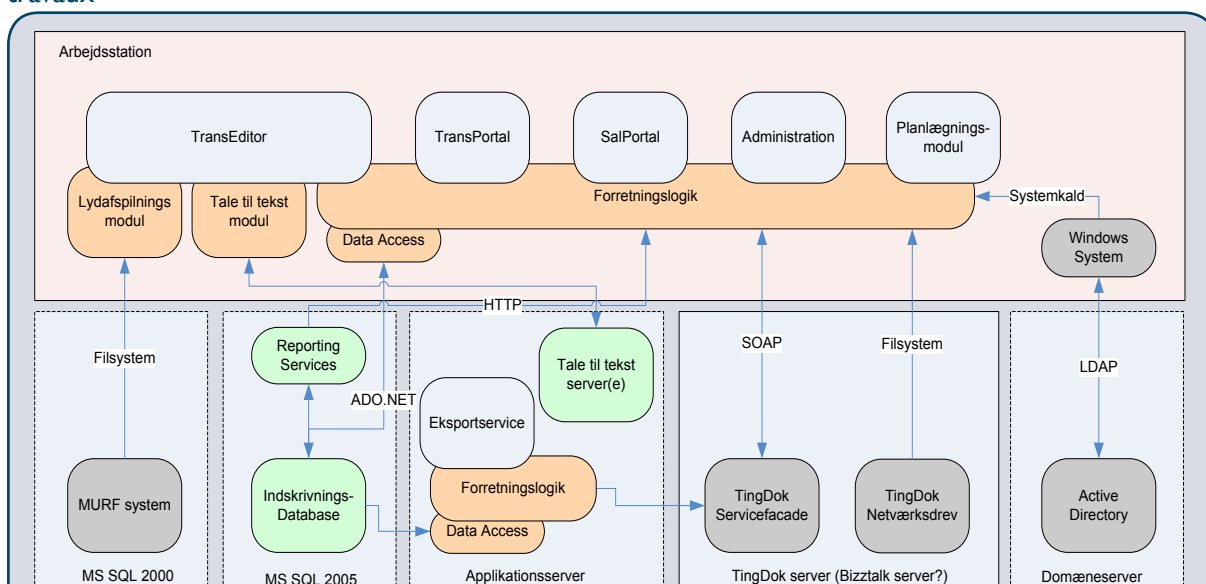 travaux
Arbejdsstation
TransEditor
TransPortal
SalPortal
Administration
Planlægnings-
modul
Lydafspilnings
modul
Tale til tekst
modul
Forretningslogik
Data Access
Systemkald
Windows
System
HTTP
Filsystem
Reporting
Services
Tale til tekst
server(e)
SOAP
Filsystem
LDAP
ADO.NET
Eksportservice
MURF system
Indskrivnings-
Database
Forretningslogik
Data Access
TingDok
Servicefacade
TingDok
Netværksdrev
Active
Directory
MS SQL 2000
MS SQL 2005
Applikationsserver
TingDok server (Bizztalk server?)
Domæneserver